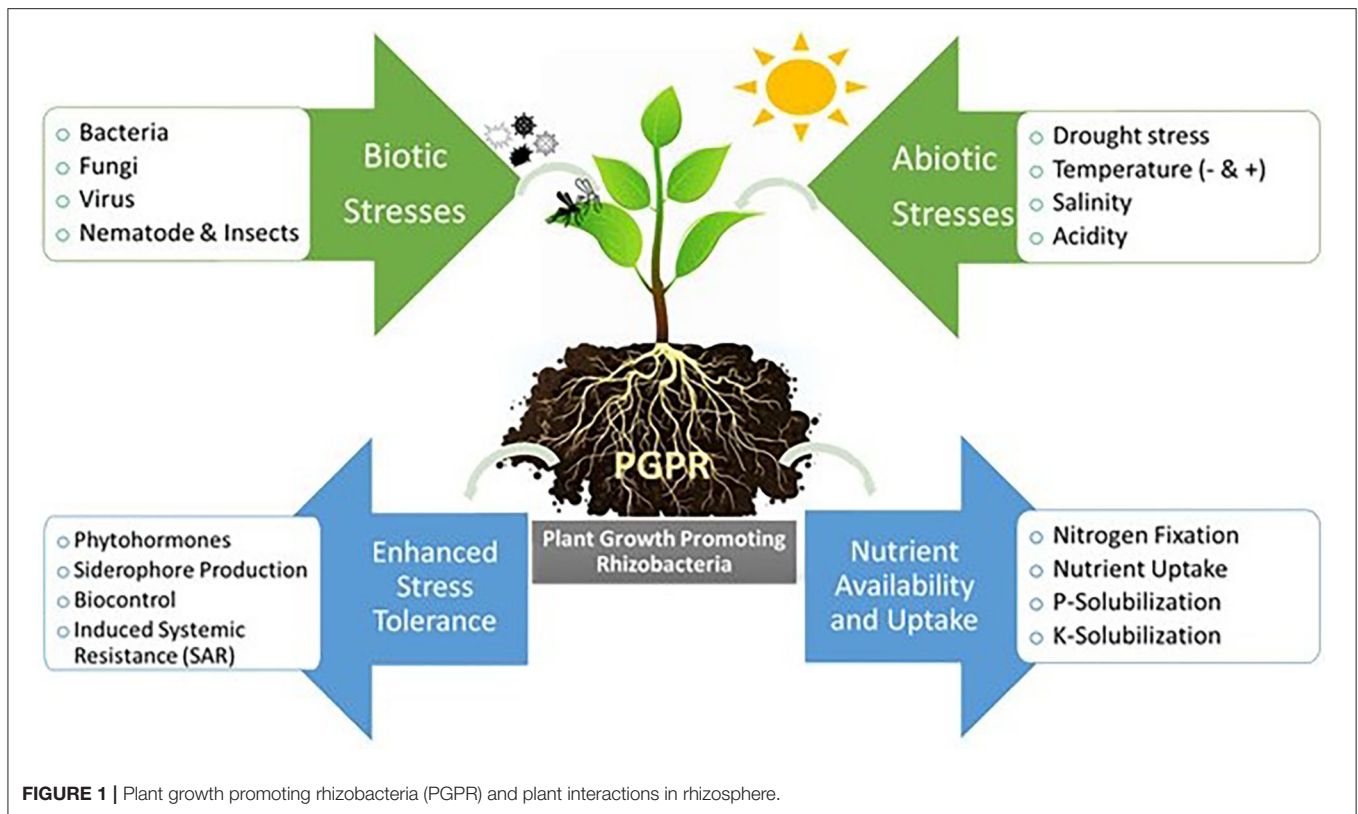 Bacteria
Fungi
Virus
Nematode & Insects
Biotic
Stresses
Abiotic
Stresses
Drought stress
Temperature (- & +)
Salinity
Acidity
PGPR
Plant Growth Promoting
Rhizobacteria
Phytohormones
Siderophore Production
Biocontrol
Induced Systemic
Resistance (SAR)
Enhanced
Stress
Tolerance
Nutrient
Availability
and Uptake
Nitrogen Fixation
Nutrient Uptake
P-Solubilization
K-Solubilization
FIGURE 1 | Plant growth promoting rhizobacteria (PGPR) and plant interactions in rhizosphere.